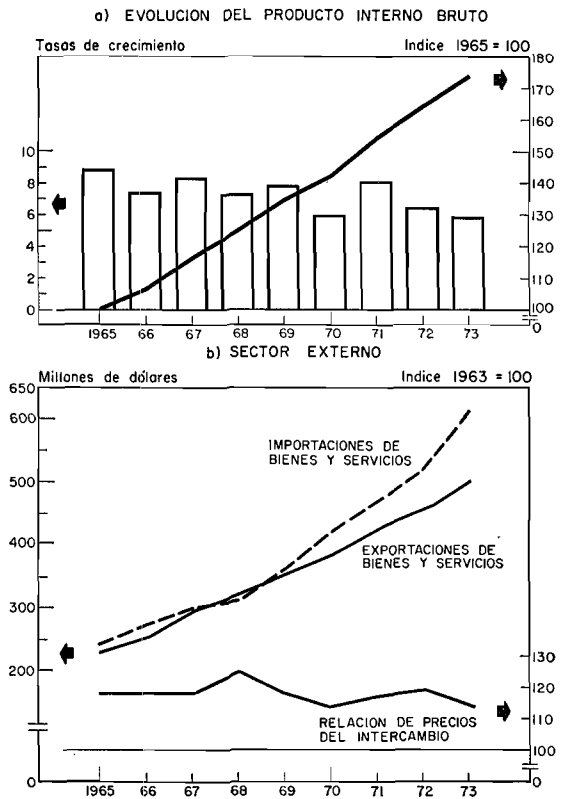 a) EVOLUCION DEL PRODUCTO INTERNO BRUTO
Tasas de crecimiento
Indice 1965 = 100
180
170
160
150
140
130
120
110
100
0
10
8
6
4
2
0
1965 66 67 68 69 70 71 72 73
b) SECTOR EXTERNO
Millones de dólares
Indice 1963 = 100
650
600
500
400
300
200
0
IMPORTACIONES DE
BIENES Y SERVICIOS
EXPORTACIONES DE
BIENES Y SERVICIOS
130
120
110
100
0
RELACION DE PRECIOS
DEL INTERCAMBIO
1965 66 67 68 69 70 71 72 73